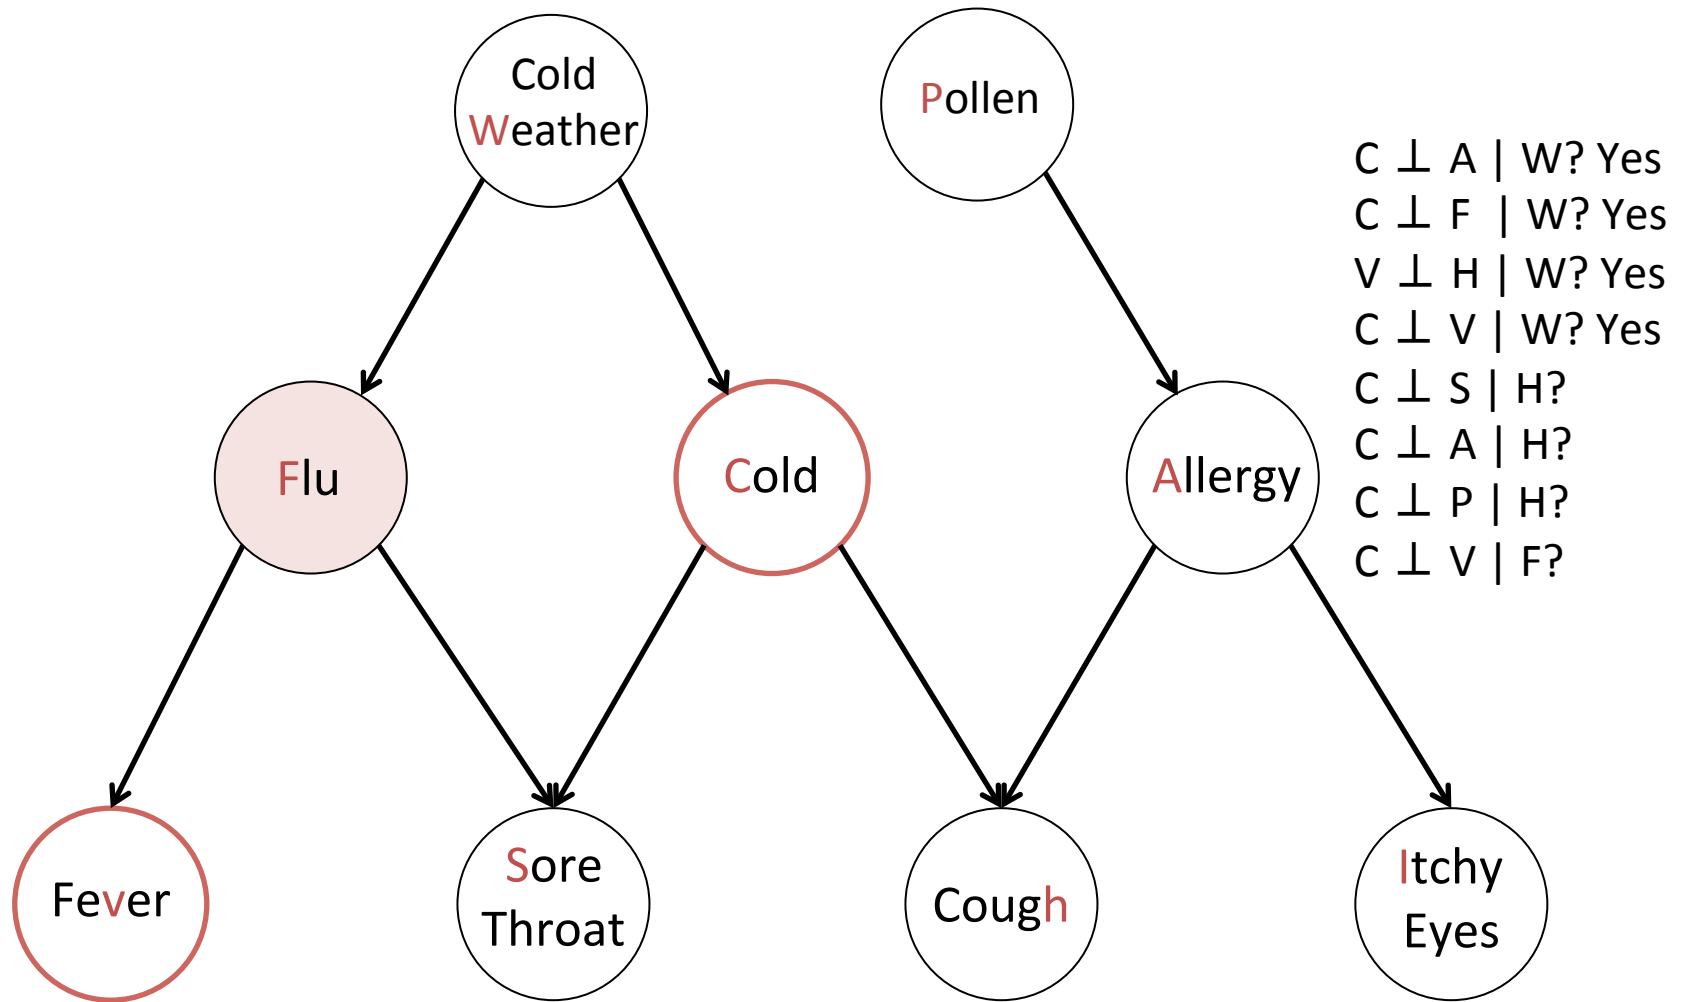 Cold
Weather
Pollen
C ⊥ A | W? Yes
C ⊥ F | W? Yes
V ⊥ H | W? Yes
C ⊥ V | W? Yes
C ⊥ S | H?
C ⊥ A | H?
C ⊥ P | H?
C ⊥ V | F?
Flu
Cold
Allergy
Fever
Sore
Throat
Cough
Itchy
Eyes